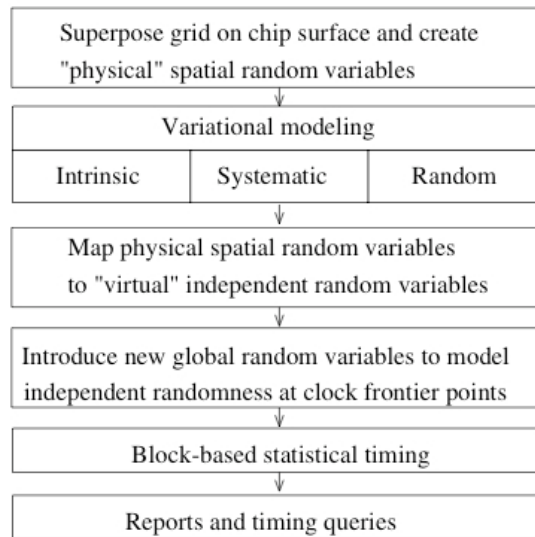 Superpose grid on chip surface and create
"physical" spatial random variables
Variational modeling
Intrinsic
Systematic
Random
Map physical spatial random variables
to "virtual" independent random variables
Introduce new global random variables to model
independent randomness at clock frontier points
Block-based statistical timing
Reports and timing queries